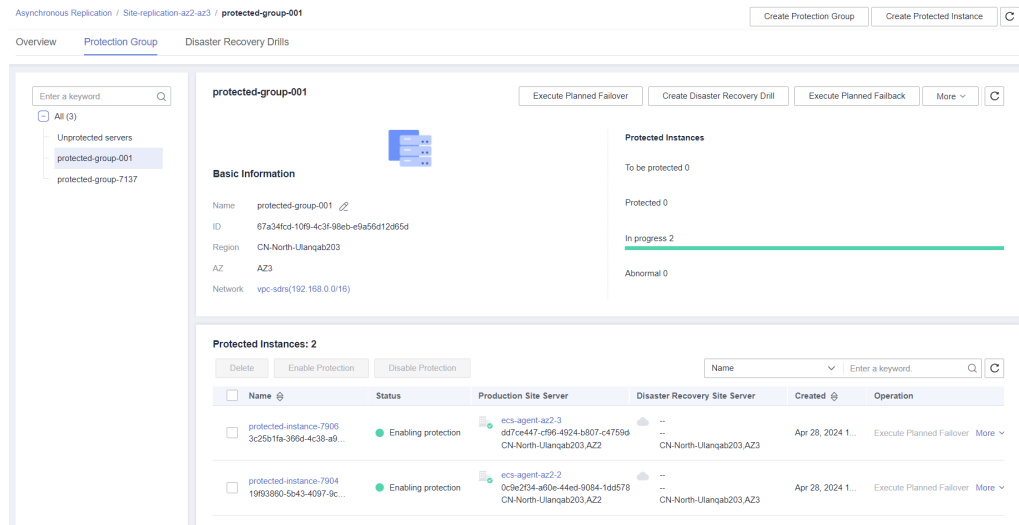 Asynchronous Replication / Site-replication-az2-az3 / protected-group-001
Create Protection Group
Create Protected Instance
Overview
Protection Group
Disaster Recovery Drills
Enter a keyword.
All (3)
Unprotected servers
protected-group-001
protected-group-7137
protected-group-001
Execute Planned Failover
Create Disaster Recovery Drill
Execute Planned Failback
More
Basic Information
Name protected-group-001
ID 67a34fcd-10f9-4c3f-98eb-e9a56d12d65d
Region CN-North-Ulanqab203
AZ AZ3
Network vpc-sdrs(192.168.0.0/16)
Protected Instances
To be protected 0
Protected 0
In progress 2
Abnormal 0
Protected Instances: 2
Delete
Enable Protection
Disable Protection
Name
Enter a keyword.
Name Status Production Site Server Disaster Recovery Site Server Created Operation
protected-instance-7906 ecs-agent-az2-3 --
3c25b1fa-366d-4c38-a9... Enabling protection dd7ce447-cf96-4924-b807-c4759d -- Apr 28, 2024 1... Execute Planned Failover More
CN-North-Ulanqab203,AZ2 CN-North-Ulanqab203,AZ3
protected-instance-7904 ecs-agent-az2-2 --
19f93860-5b43-4097-9c... Enabling protection 0c9e2f34-a60e-44ed-9084-1dd578 -- Apr 28, 2024 1... Execute Planned Failover More
CN-North-Ulanqab203,AZ2 CN-North-Ulanqab203,AZ3